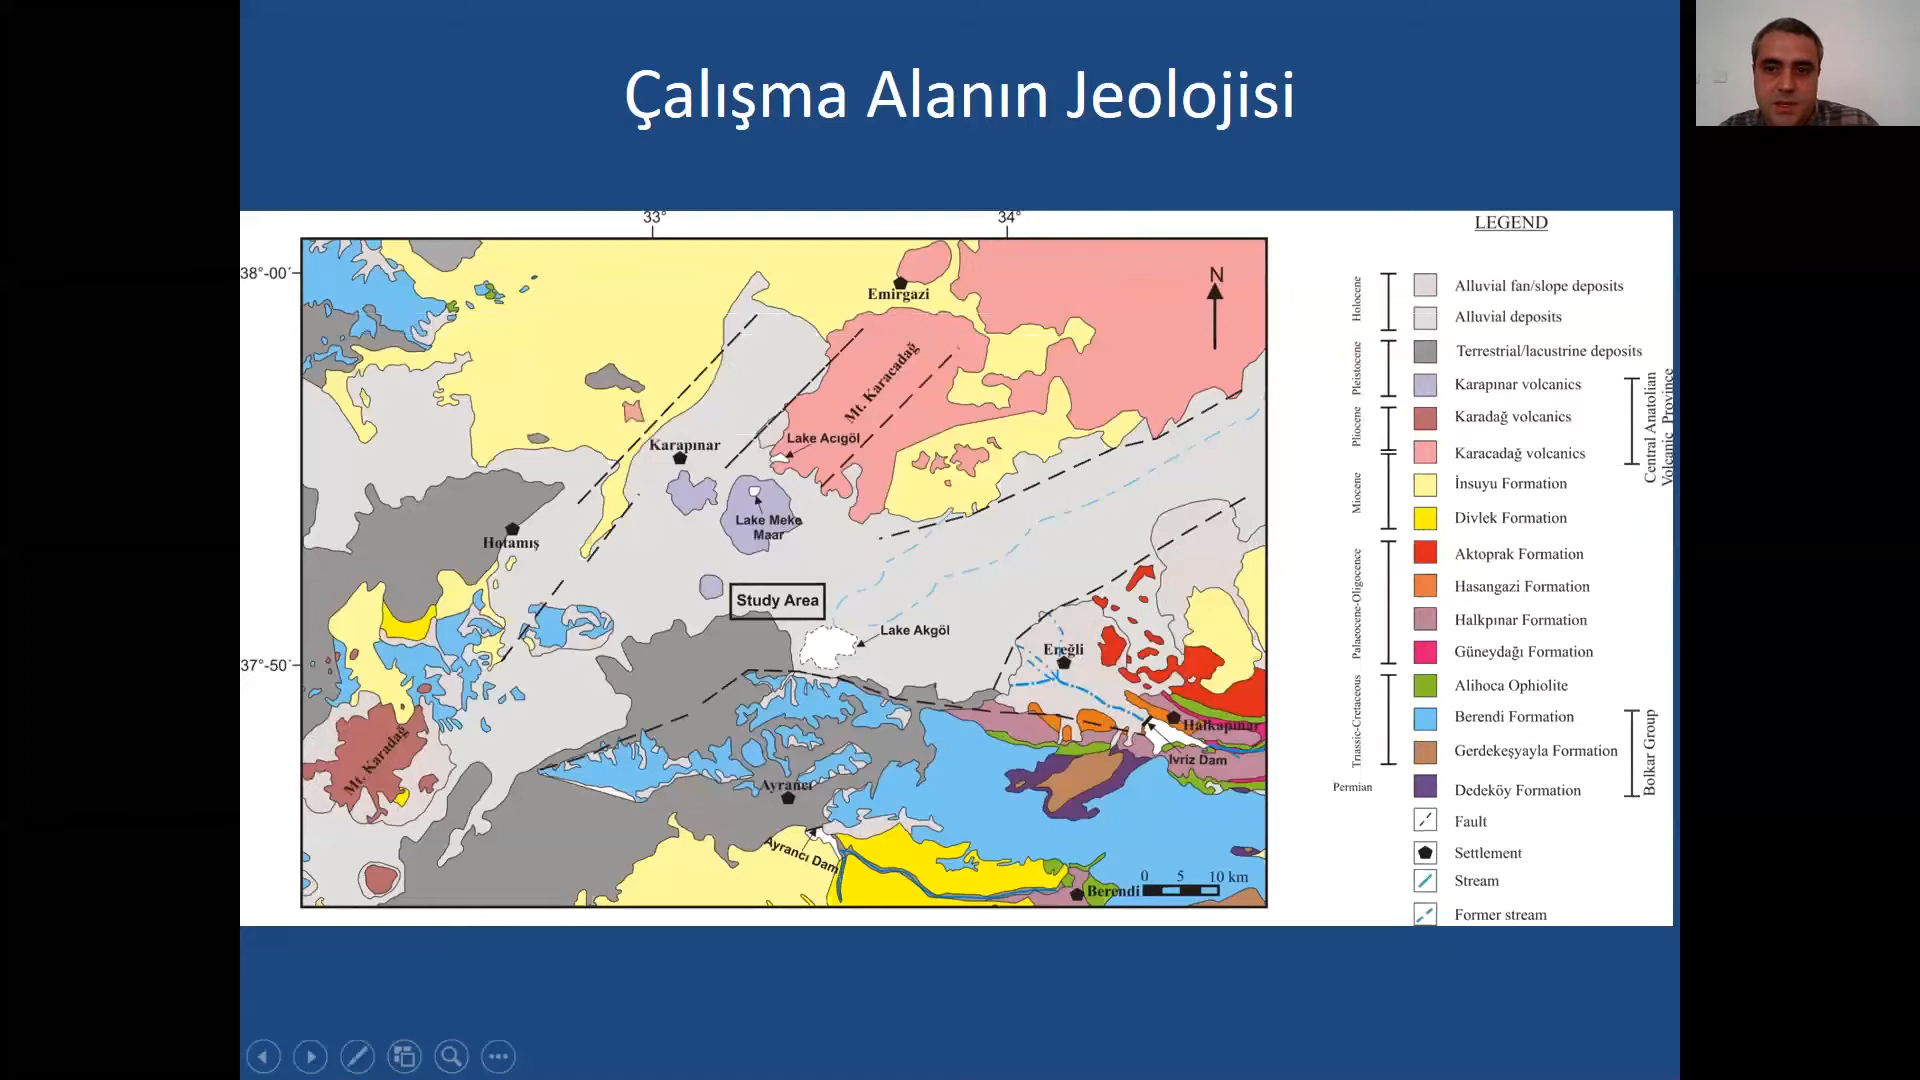 Çalışma Alanın Jeolojisi
33°
34°
38°-00′
37°-50′
N
Emirgazi
Mt. Karacadağ
Lake Acıgöl
Karapınar
Lake Meke
Maar
Hotamış
Study Area
Lake Akgöl
Ereğli
Halkapınar
Ivriz Dam
Mt. Karadağ
Ayrancı
Ayrancı Dam
Berendi
0 5 10 km
LEGEND
Holocene
Alluvial fan/slope deposits
Alluvial deposits
Pleistocene
Terrestrial/lacustrine deposits
Karapınar volcanics
Pliocene
Karadağ volcanics
Karacadağ volcanics
Central Anatolian
Volcanic Province
Miocene
İnsuyu Formation
Divlek Formation
Palaeocene-Oligocence
Aktoprak Formation
Hasangazi Formation
Halkpınar Formation
Güneydağı Formation
Triassic-Cretaceous
Alihoca Ophiolite
Berendi Formation
Gerdekeşyayla Formation
Permian
Dedeköy Formation
Bolkar Group
Fault
Settlement
Stream
Former stream